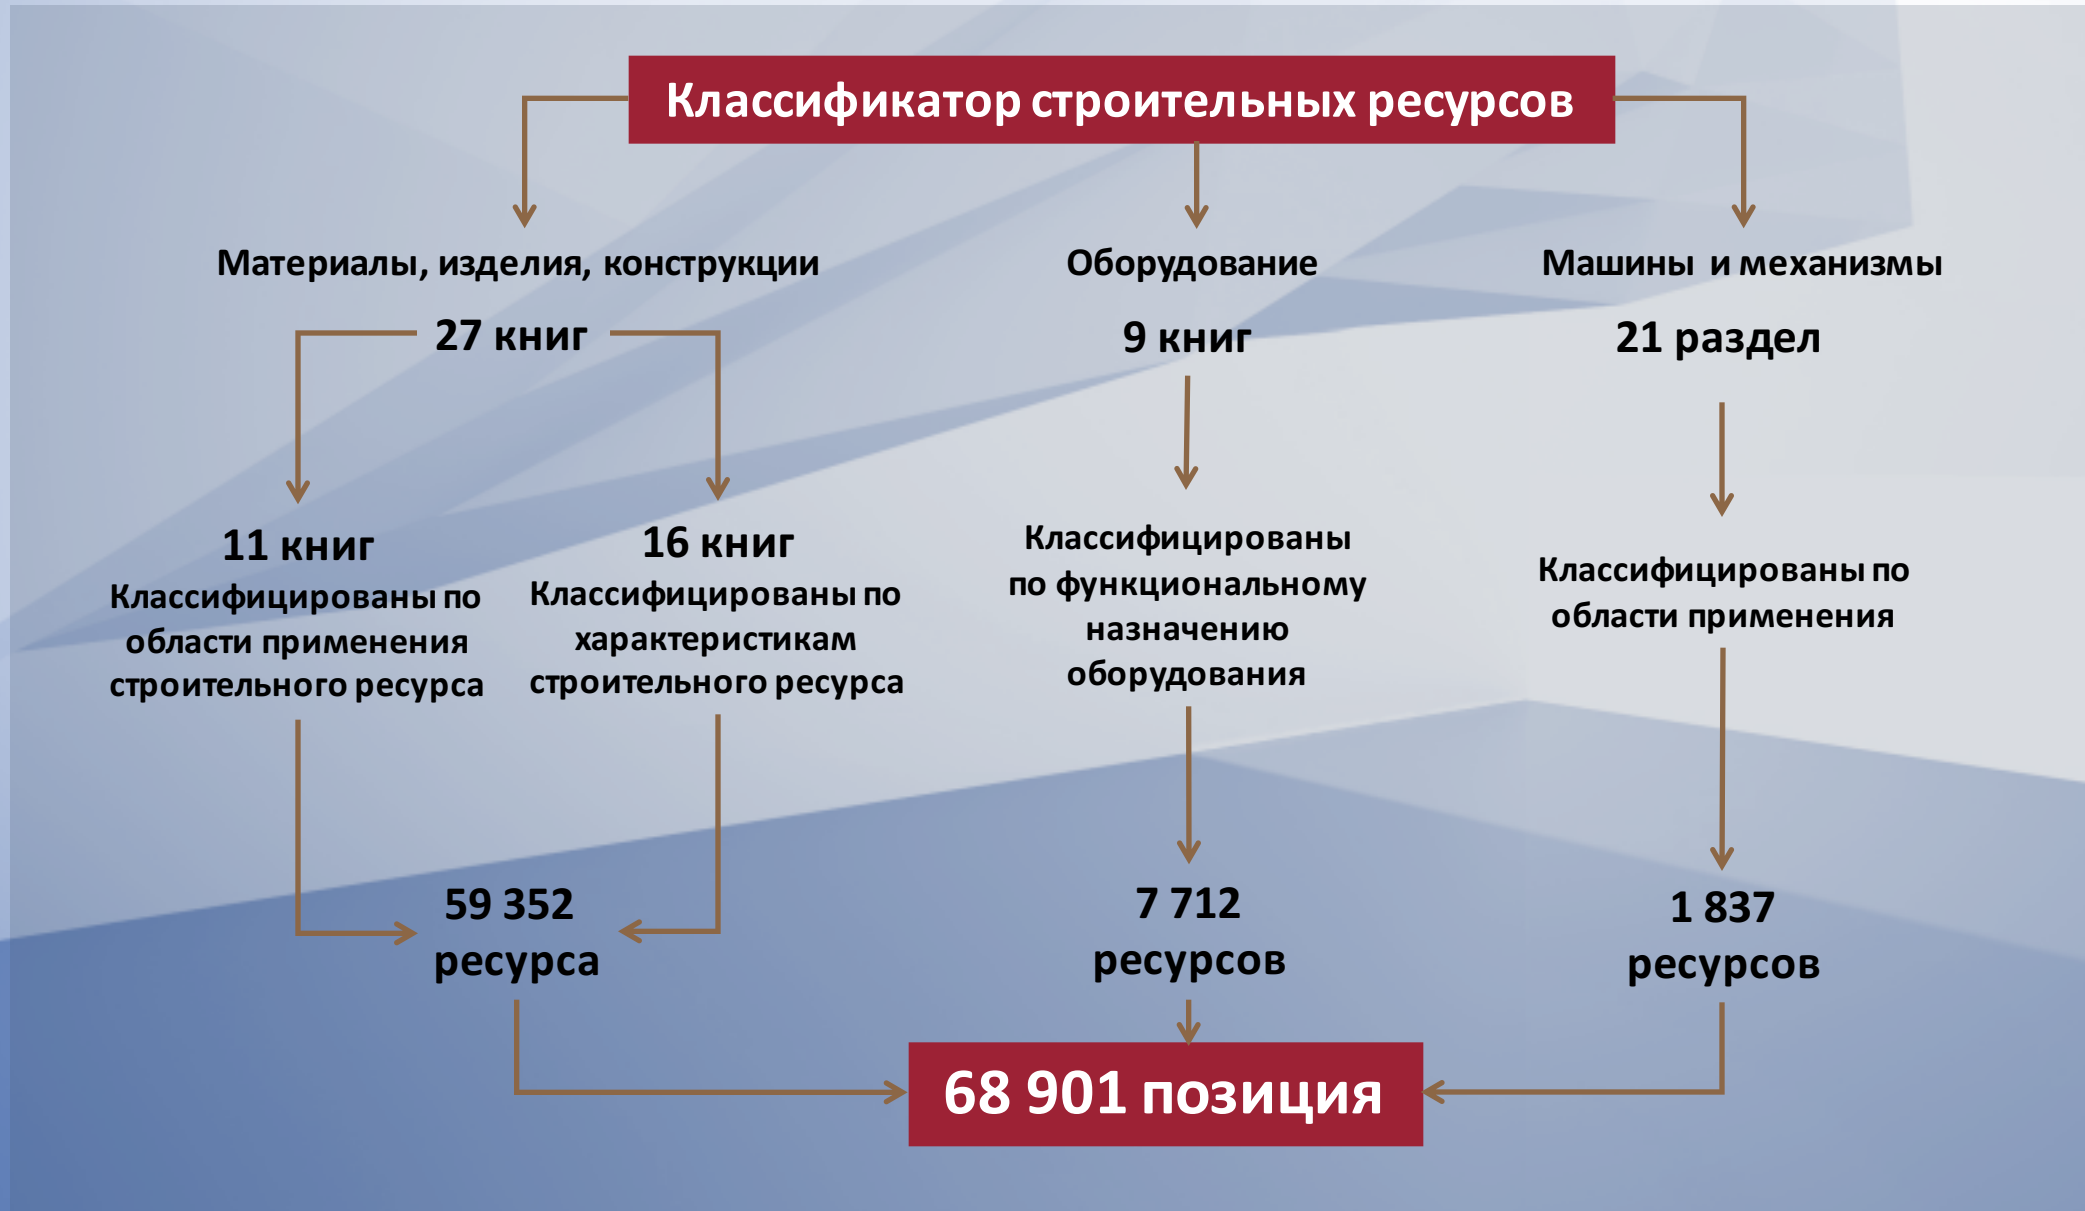 Классификатор строительных ресурсов
Материалы, изделия, конструкции
27 книг
11 книг
Классифицированы по
области применения
строительного ресурса
16 книг
Классифицированы по
характеристикам
строительного ресурса
59 352
ресурса
Оборудование
9 книг
Классифицированы
по функциональному
назначению
оборудования
7 712
ресурсов
Машины и механизмы
21 раздел
Классифицированы по
области применения
1 837
ресурсов
68 901 позиция